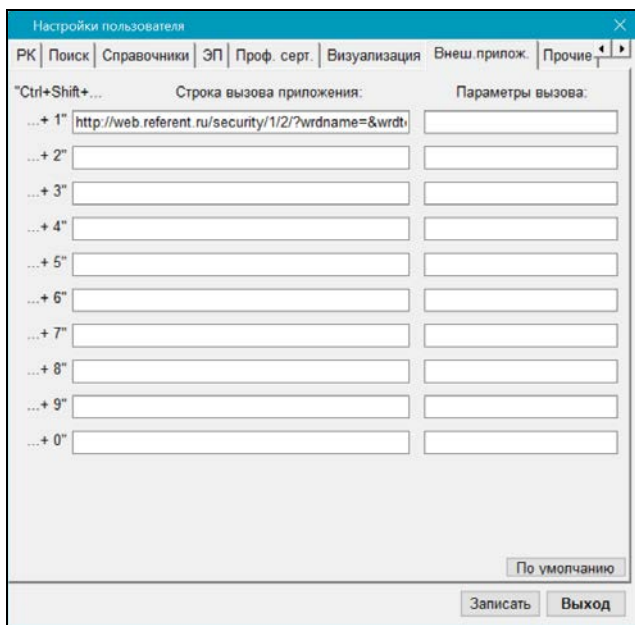 Настройки пользователя
РК Поиск Справочники ЭП Проф. серт. Визуализация Внеш.прилож. Прочие
"Ctrl+Shift+... Строка вызова приложения: Параметры вызова:
...+ 1" http://web.referent.ru/security/1/2/?wrdname=&wrdt
...+ 2"
...+ 3"
...+ 4"
...+ 5"
...+ 6"
...+ 7"
...+ 8"
...+ 9"
...+ 0"
По умолчанию
Записать Выход